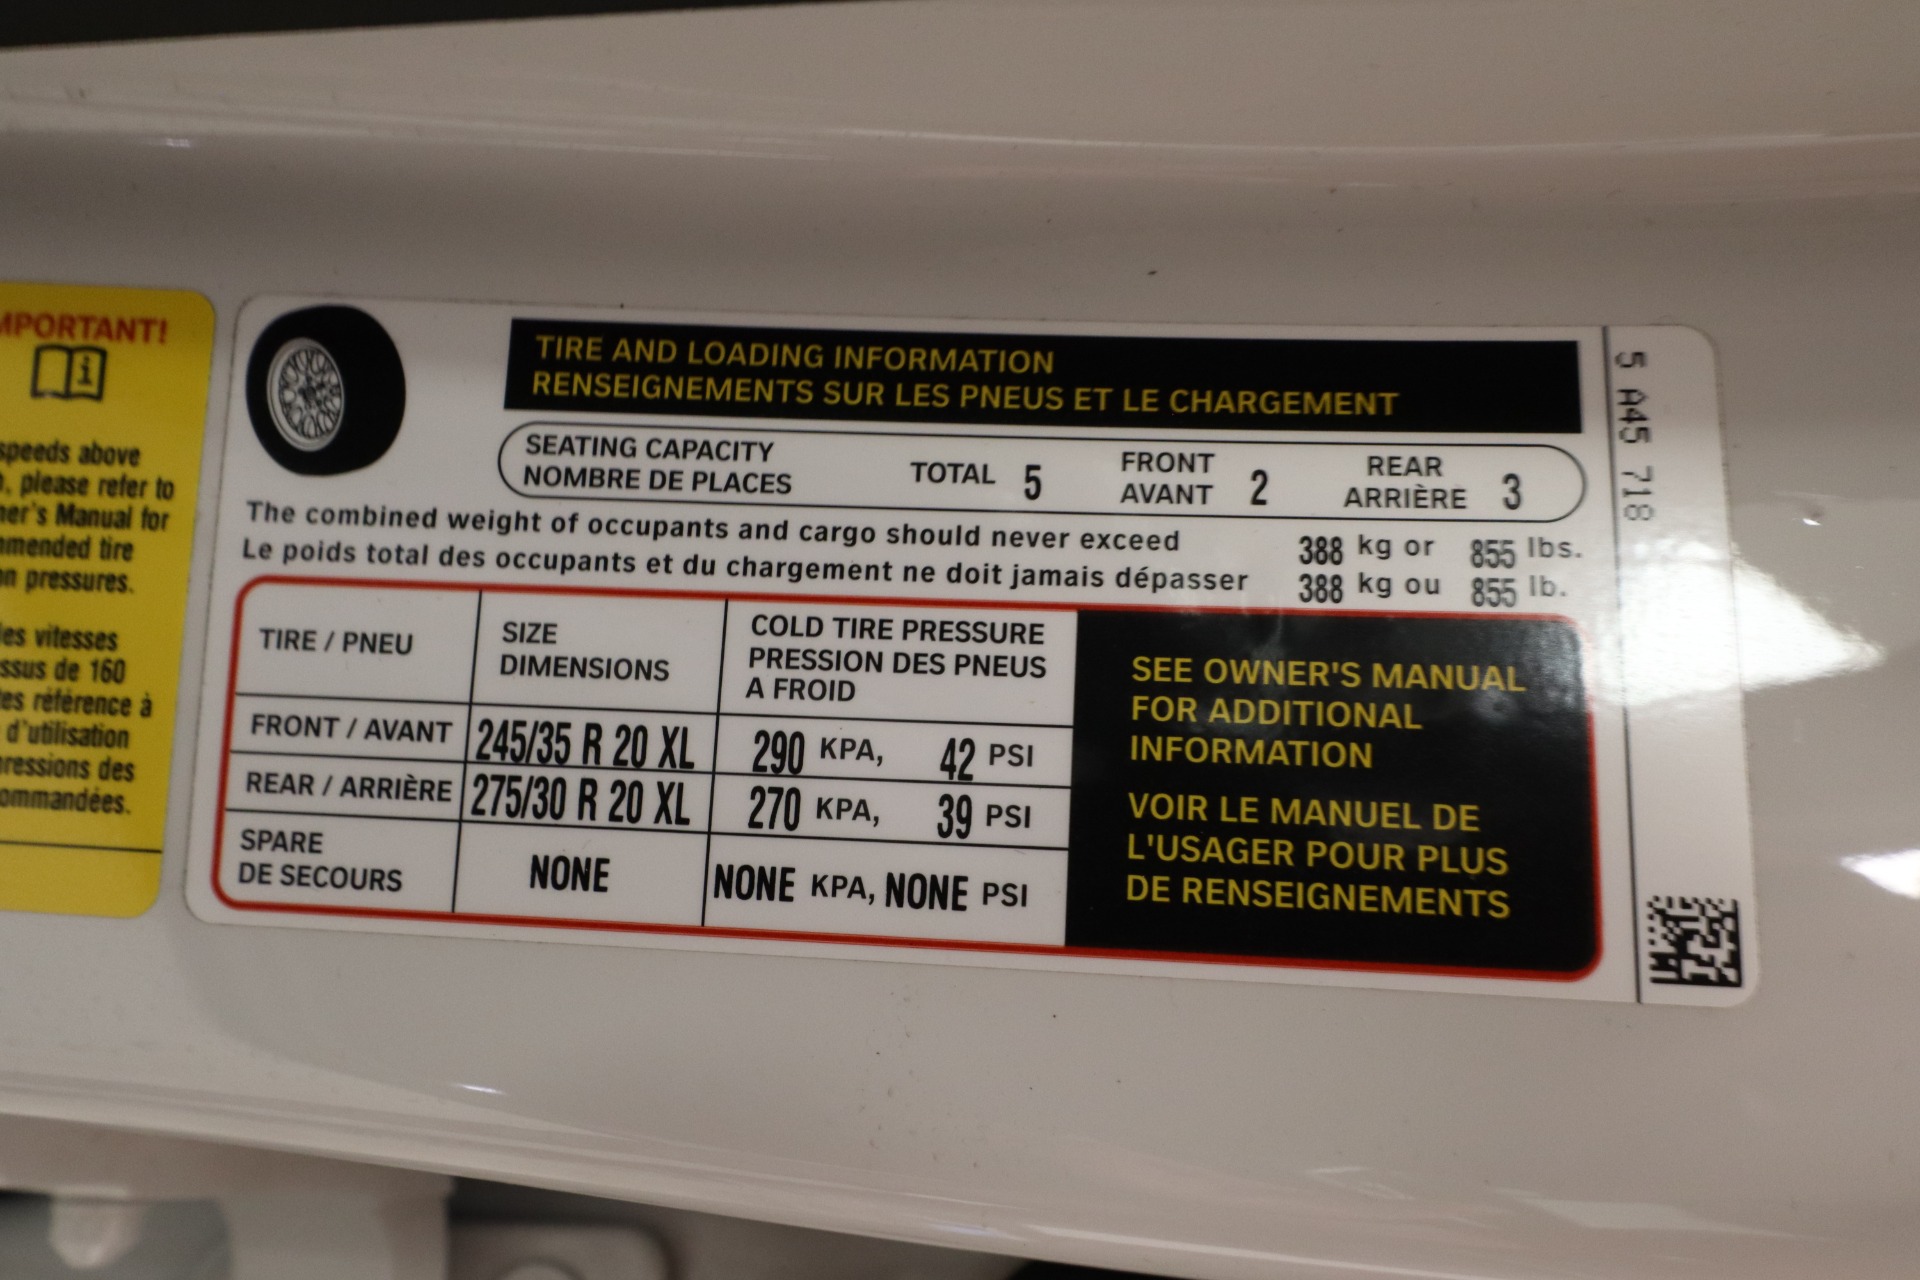 MPORTANT!
i
speeds above
, please refer to
ner's Manual for
mmended tire
on pressures.
les vitesses
ssus de 160
tes référence à
d'utilisation
pressions des
ommandées.
TIRE AND LOADING INFORMATION
RENSEIGNEMENTS SUR LES PNEUS ET LE CHARGEMENT
SEATING CAPACITY
NOMBRE DE PLACES
TOTAL 5
FRONT
AVANT 2
REAR
ARRIÈRE 3
The combined weight of occupants and cargo should never exceed 388 kg or 855 lbs.
Le poids total des occupants et du chargement ne doit jamais dépasser 388 kg ou 855 lb.
TIRE / PNEU
SIZE
DIMENSIONS
COLD TIRE PRESSURE
PRESSION DES PNEUS
A FROID
FRONT / AVANT 245/35 R 20 XL 290 KPA, 42 PSI
REAR / ARRIÈRE 275/30 R 20 XL 270 KPA, 39 PSI
SPARE
DE SECOURS
NONE
NONE KPA, NONE PSI
SEE OWNER'S MANUAL
FOR ADDITIONAL
INFORMATION
VOIR LE MANUEL DE
L'USAGER POUR PLUS
DE RENSEIGNEMENTS
5 A45 718